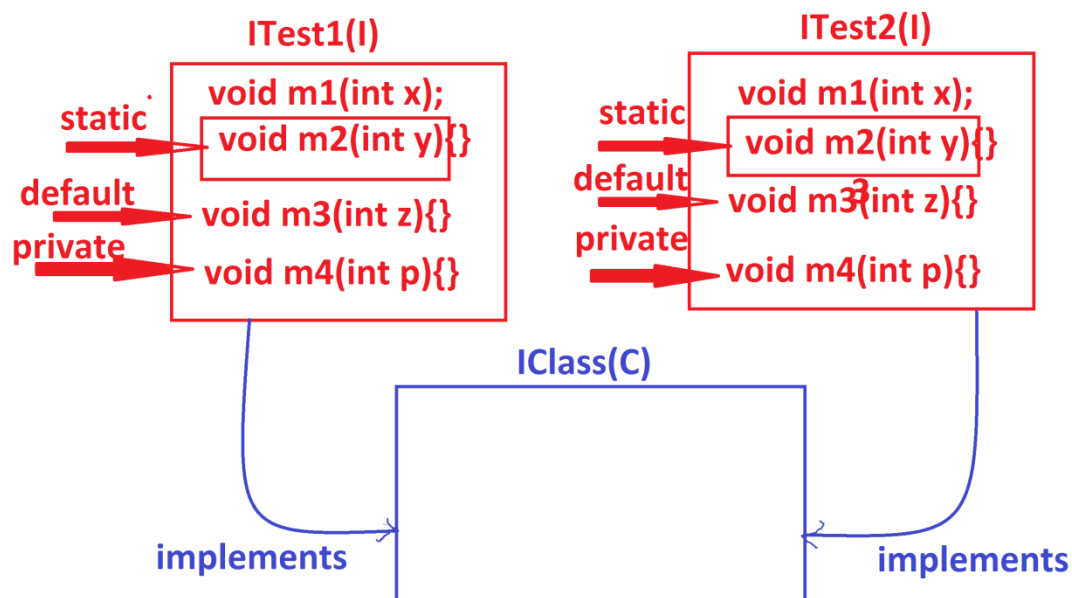 ITest1(I)
void m1(int x);
static
void m2(int y){}
default
void m3(int z){}
private
void m4(int p){}
ITest2(I)
void m1(int x);
static
void m2(int y){}
3
default
void m3(int z){}
private
void m4(int p){}
IClass(C)
implements
implements